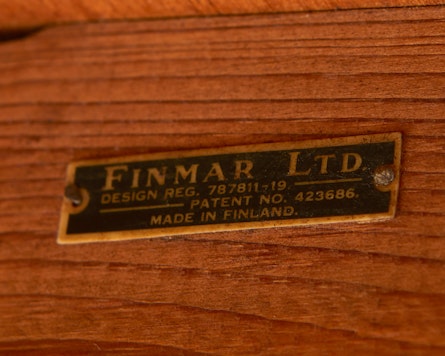 FINMAR LTD
DESIGN REG. 787811-19.
PATENT NO. 423686.
MADE IN FINLAND.